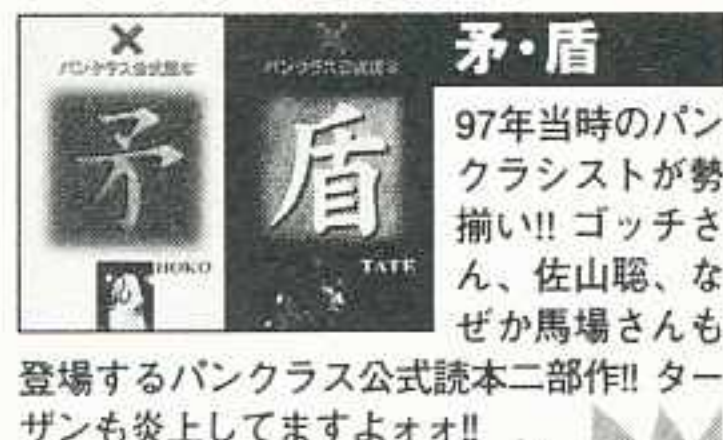 パンクラス公式読本
矛
HOKO
パンクラス公式読本
盾
TATE
矛・盾
97年当時のパン
クラシストが勢
揃い!! ゴッチさ
ん、佐山聡、な
ぜか馬場さんも
登場するパンクラス公式読本二部作!! ター
ザンも炎上してますよォォ!!